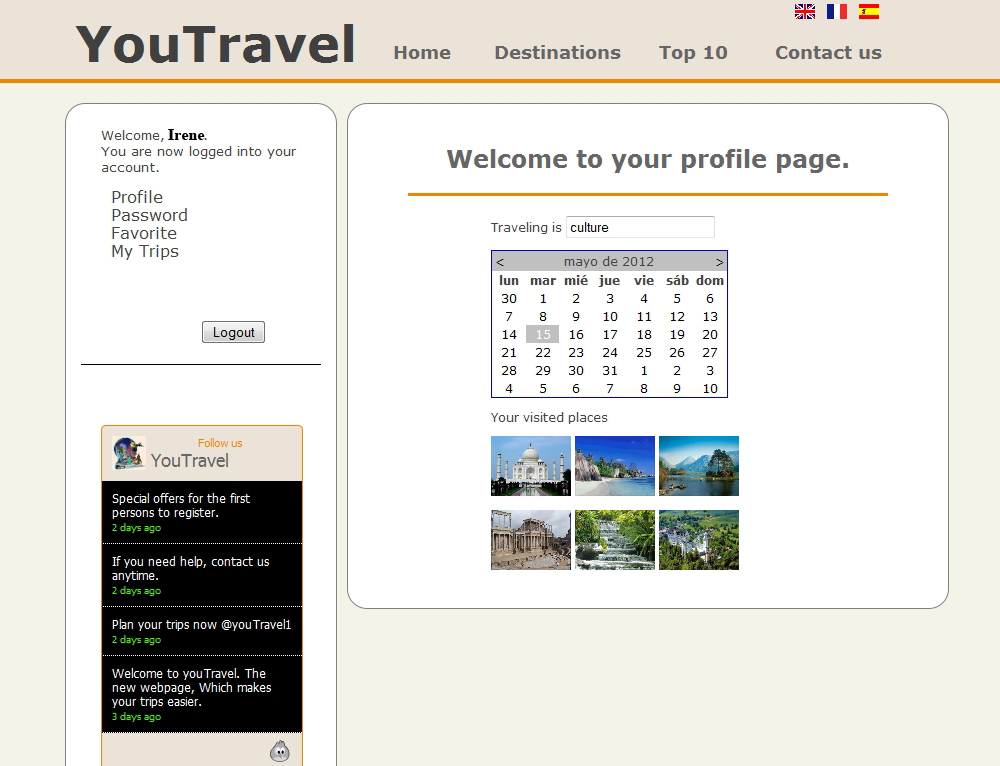 YouTravel
Home Destinations Top 10 Contact us
Welcome, Irene.
You are now logged into your
account.
Profile
Password
Favorite
My Trips
Logout
Follow us
YouTravel
Special offers for the first
persons to register.
2 days ago
If you need help, contact us
anytime.
2 days ago
Plan your trips now @youTravel1
2 days ago
Welcome to youTravel. The
new webpage, Which makes
your trips easier.
3 days ago
Welcome to your profile page.
Traveling is culture
< mayo de 2012 >
lun mar mié jue vie sáb dom
30 1 2 3 4 5 6
7 8 9 10 11 12 13
14 15 16 17 18 19 20
21 22 23 24 25 26 27
28 29 30 31 1 2 3
4 5 6 7 8 9 10
Your visited places